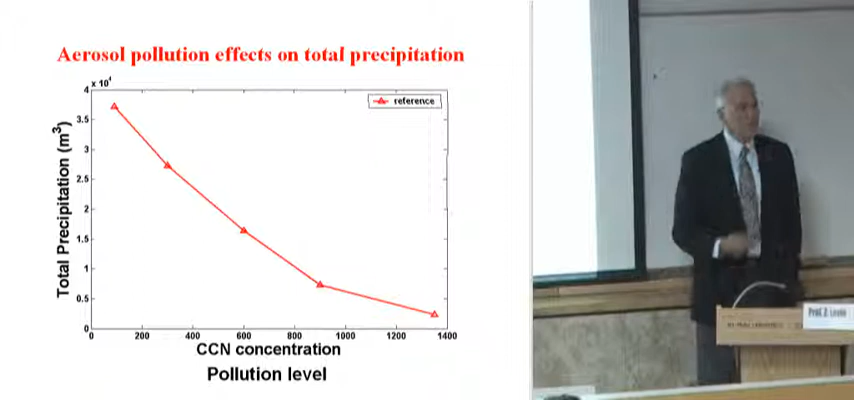 Aerosol pollution effects on total precipitation
x 10⁴
4
3.5
3
2.5
2
1.5
1
0.5
0
Total Precipitation (m³)
reference
0 200 400 600 800 1000 1200 1400
CCN concentration
Pollution level
Prof. Z. Levin